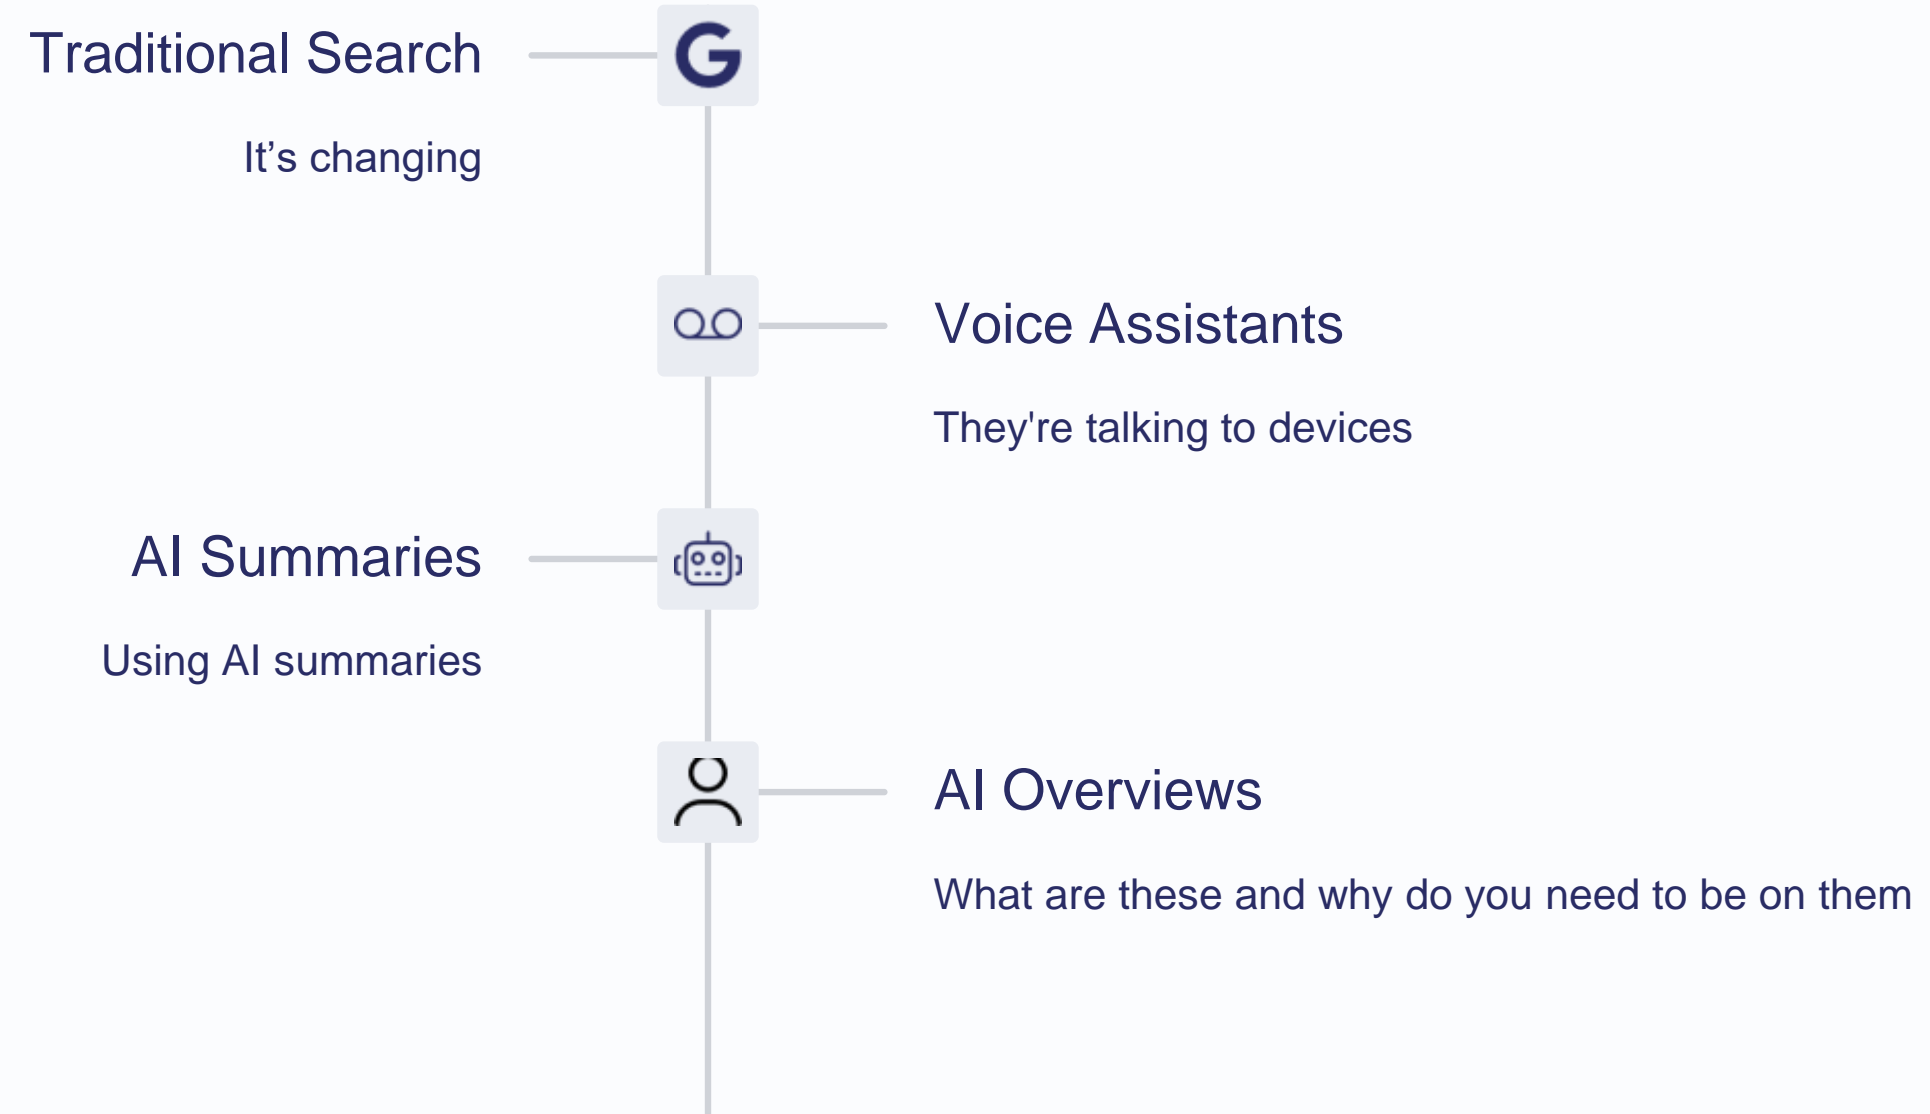 Traditional Search
It’s changing
Voice Assistants
They're talking to devices
AI Summaries
Using AI summaries
AI Overviews
What are these and why do you need to be on them